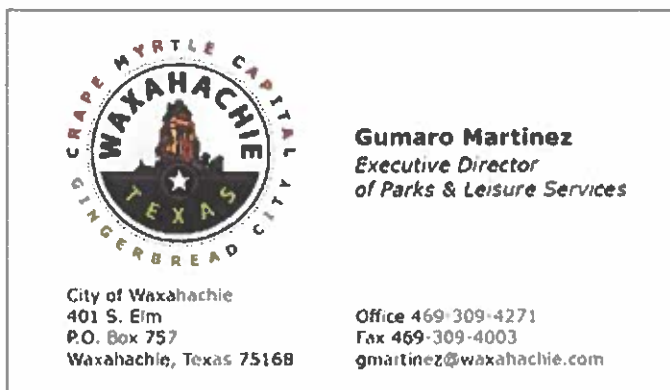 CRAPE MYRTLE CAPITAL
WAXAHACHIE
TEXAS
GINGERBREAD CITY
Gumaro Martinez
Executive Director
of Parks & Leisure Services
City of Waxahachie
401 S. Elm
P.O. Box 757
Waxahachie, Texas 75168
Office 469-309-4271
Fax 469-309-4003
gmartinez@waxahachie.com